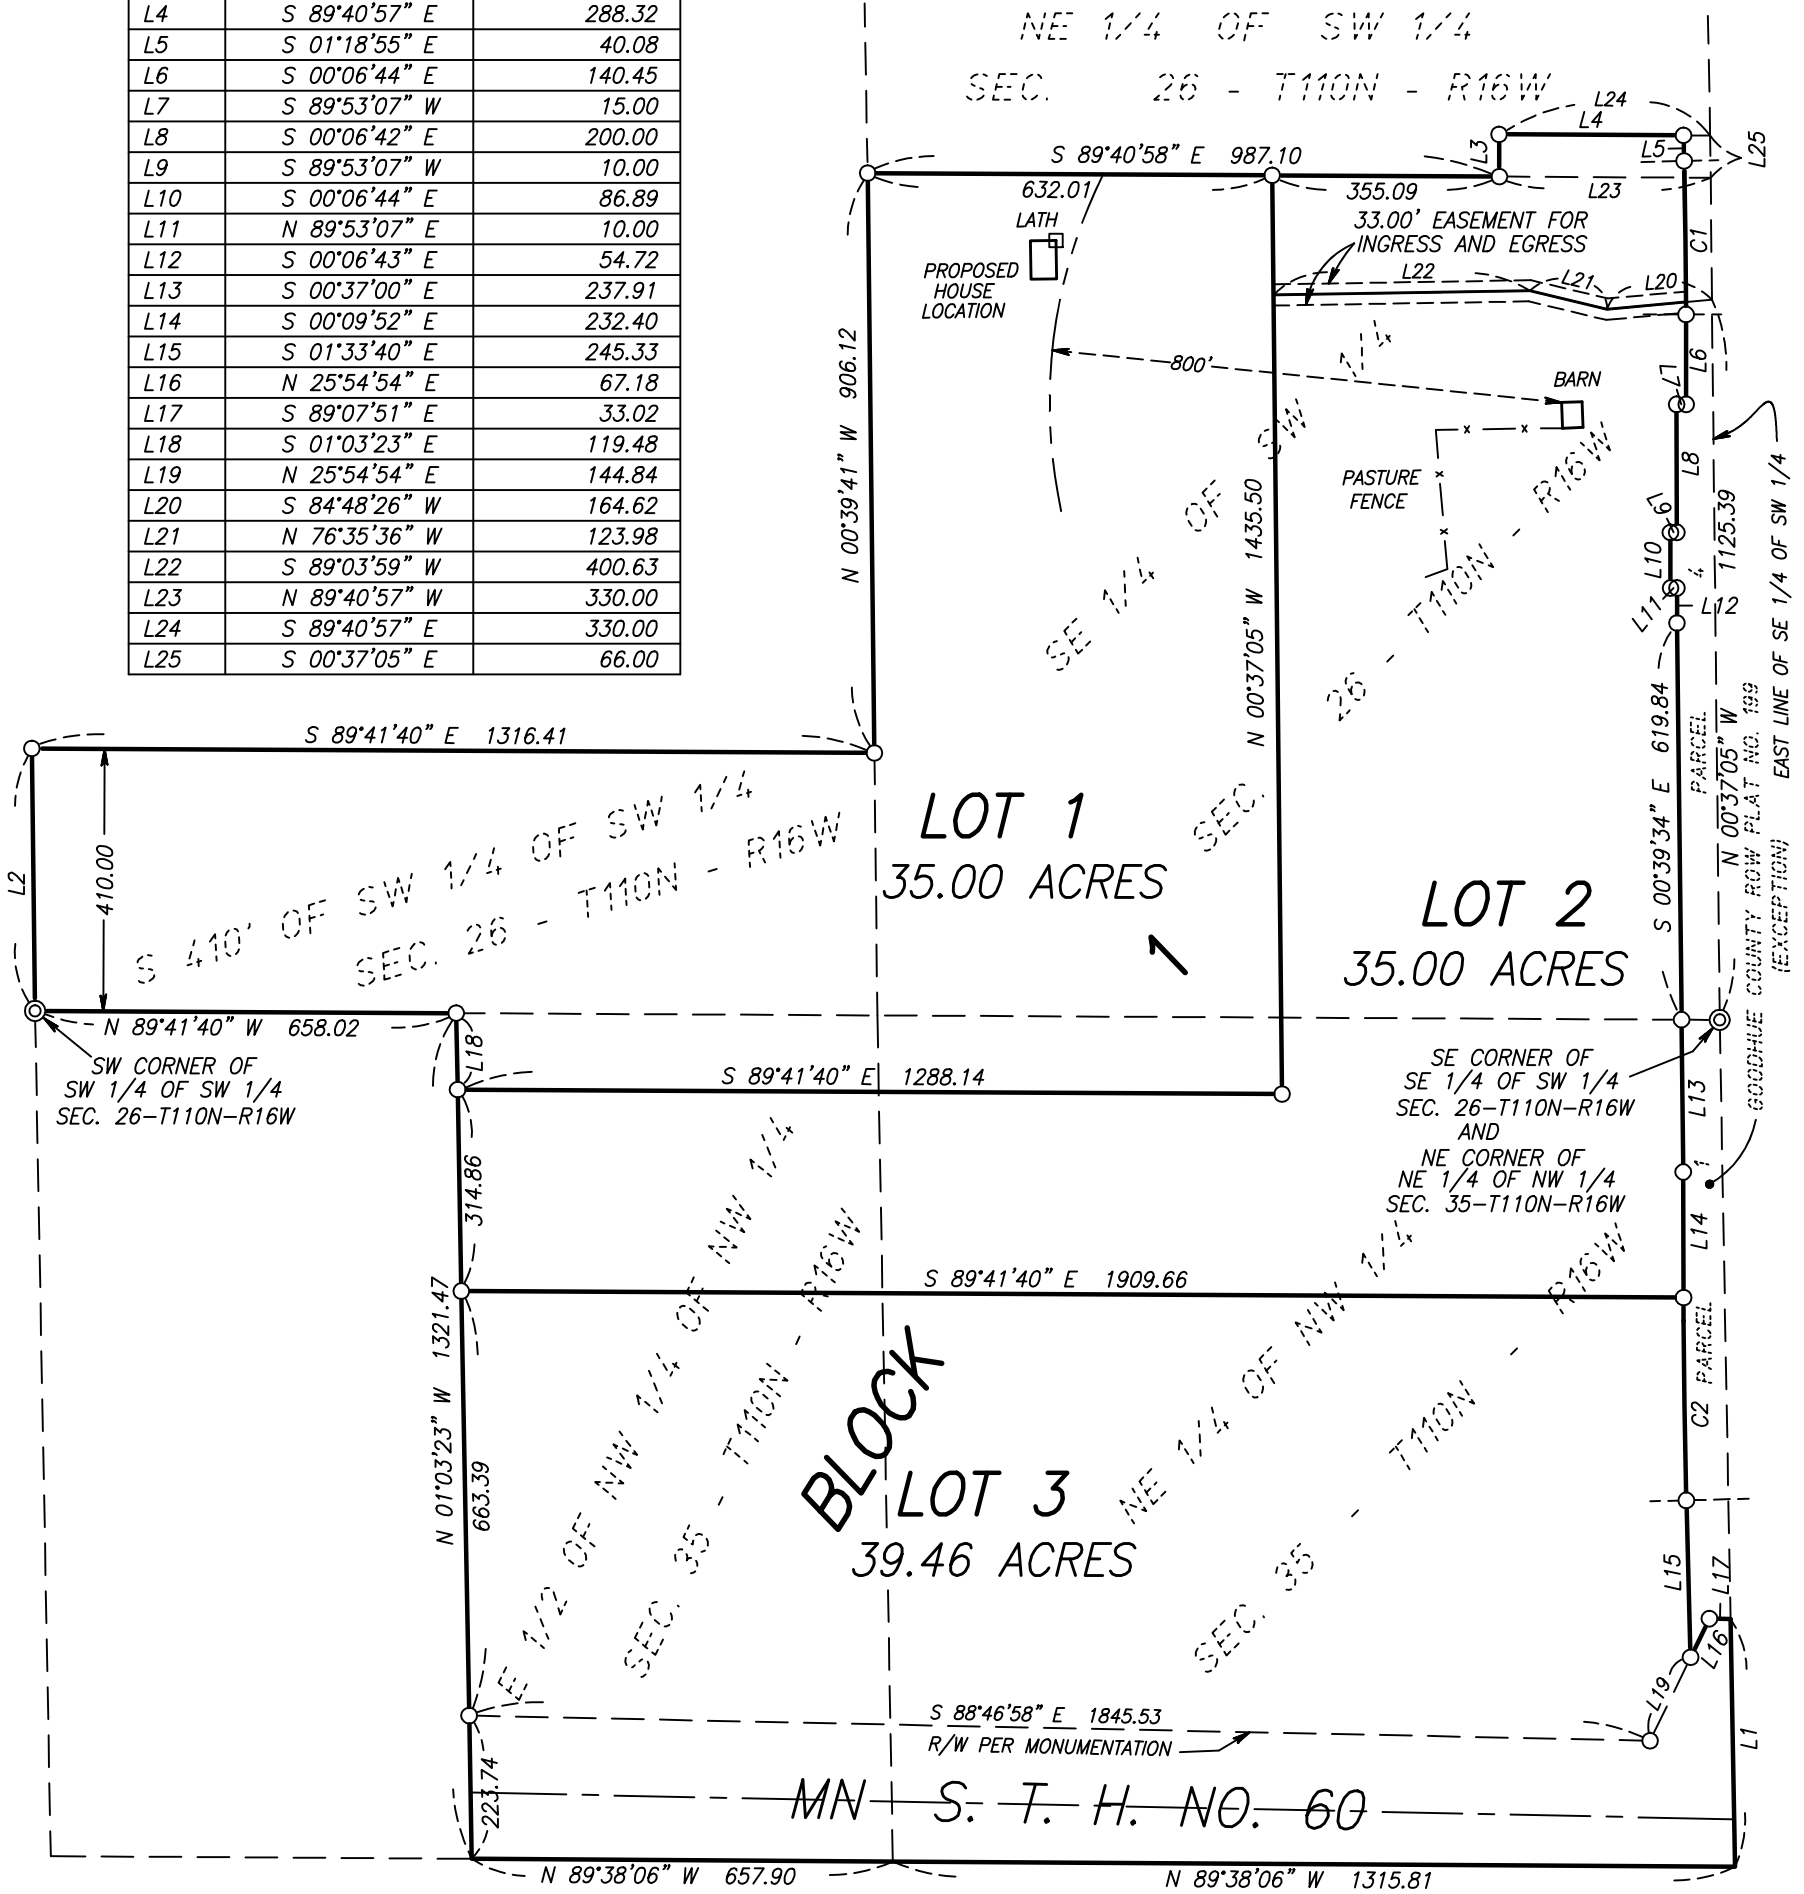 L4 S 89°40'57" E 288.32
L5 S 01°18'55" E 40.08
L6 S 00°06'44" E 140.45
L7 S 89°53'07" W 15.00
L8 S 00°06'42" E 200.00
L9 S 89°53'07" W 10.00
L10 S 00°06'44" E 86.89
L11 N 89°53'07" E 10.00
L12 S 00°06'43" E 54.72
L13 S 00°37'00" E 237.91
L14 S 00°09'52" E 232.40
L15 S 01°33'40" E 245.33
L16 N 25°54'54" E 67.18
L17 S 89°07'51" E 33.02
L18 S 01°03'23" E 119.48
L19 N 25°54'54" E 144.84
L20 S 84°48'26" W 164.62
L21 N 76°35'36" W 123.98
L22 S 89°03'59" W 400.63
L23 N 89°40'57" W 330.00
L24 S 89°40'57" E 330.00
L25 S 00°37'05" E 66.00
NE 1/4 OF SW 1/4
SEC. 26 - T110N - R16W
L24
L4
L3
L5
L25
S 89°40'58" E 987.10
632.01
355.09
L23
LATH
33.00' EASEMENT FOR
INGRESS AND EGRESS
C1
PROPOSED
HOUSE
LOCATION
L22
L21
L20
N 00°39'41" W 906.12
800'
L6
BARN
L7
PASTURE
FENCE
L8
L9
L10
L11
L12
1125.39
N 00°37'05" W
EAST LINE OF SE 1/4 OF SW 1/4
SE 1/4 OF SW 1/4
SEC. 26 - T110N - R16W
N 00°37'05" W 1435.50
S 00°39'34" E 619.84
PARCEL 4
GOODHUE COUNTY ROW PLAT NO. 199
(EXCEPTION)
S 89°41'40" E 1316.41
L2
410.00
S 410' OF SW 1/4 OF SW 1/4
SEC. 26 - T110N - R16W
LOT 1
35.00 ACRES
LOT 2
35.00 ACRES
1
N 89°41'40" W 658.02
SW CORNER OF
SW 1/4 OF SW 1/4
SEC. 26-T110N-R16W
L18
S 89°41'40" E 1288.14
SE CORNER OF
SE 1/4 OF SW 1/4
SEC. 26-T110N-R16W
AND
NE CORNER OF
NE 1/4 OF NW 1/4
SEC. 35-T110N-R16W
L13
314.86
L14
S 89°41'40" E 1909.66
N 01°03'23" W 1321.47
663.39
E 1/2 OF NW 1/4 OF NW 1/4
SEC. 35 - T110N - R16W
NE 1/4 OF NW 1/4
SEC. 35 - T110N - R16W
C2
PARCEL 1
BLOCK
LOT 3
39.46 ACRES
L15
L17
L16
L19
L1
S 88°46'58" E 1845.53
R/W PER MONUMENTATION
223.74
MN S. T. H. NO. 60
N 89°38'06" W 657.90
N 89°38'06" W 1315.81